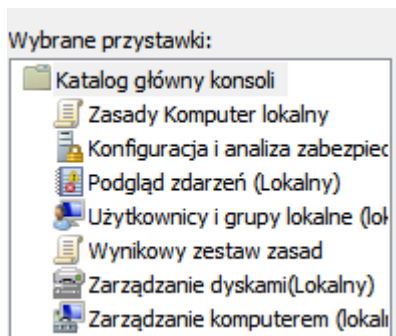 Wybrane przystawki:
Katalog główny konsoli
Zasady Komputer lokalny
Konfiguracja i analiza zabezpiec
Podgląd zdarzeń (Lokalny)
Użytkownicy i grupy lokalne (lok
Wynikowy zestaw zasad
Zarządzanie dyskami(Lokalny)
Zarządzanie komputerem (lokaln